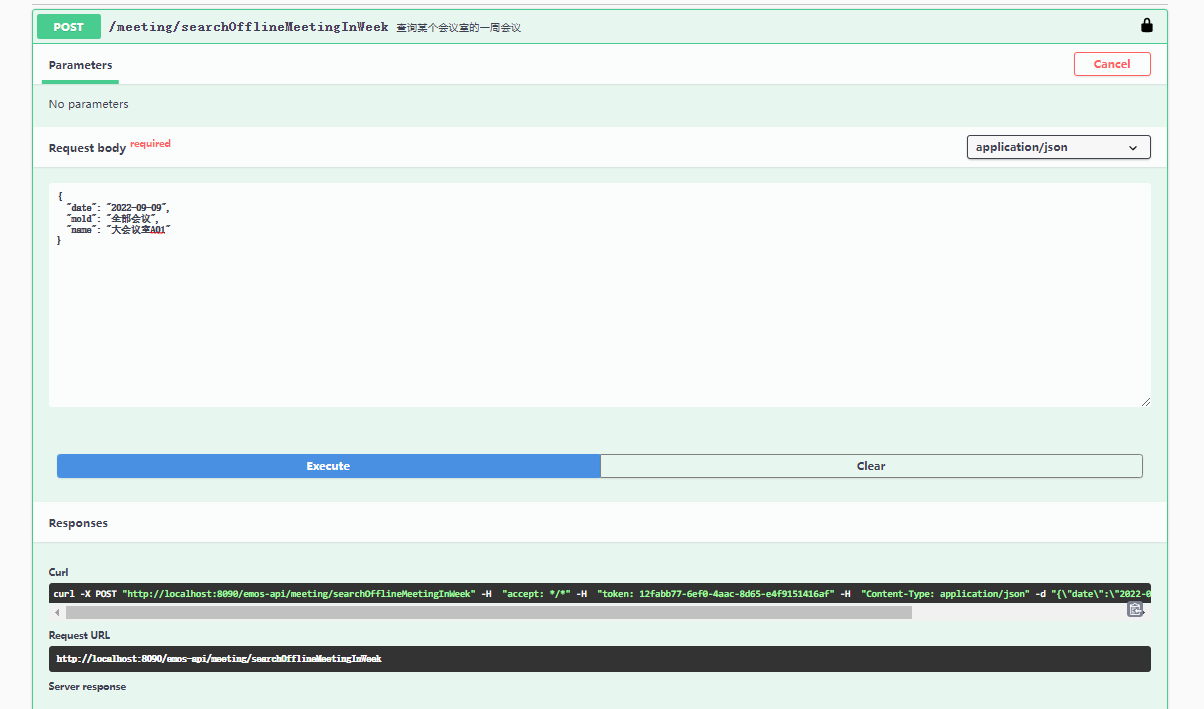 POST /meeting/searchOfflineMeetingInWeek 查询某个会议室的一周会议
Parameters
Cancel
No parameters
Request body required
application/json
{
"date": "2022-09-09",
"mold": "全部会议",
"name": "大会议室A01"
}
Execute
Clear
Responses
Curl
curl -X POST "http://localhost:8090/emos-api/meeting/searchOfflineMeetingInWeek" -H "accept: */*" -H "token: 12fabb77-6ef0-4aac-8d65-e4f9151416af" -H "Content-Type: application/json" -d "{\"date\":\"2022-0
Request URL
http://localhost:8090/emos-api/meeting/searchOfflineMeetingInWeek
Server response